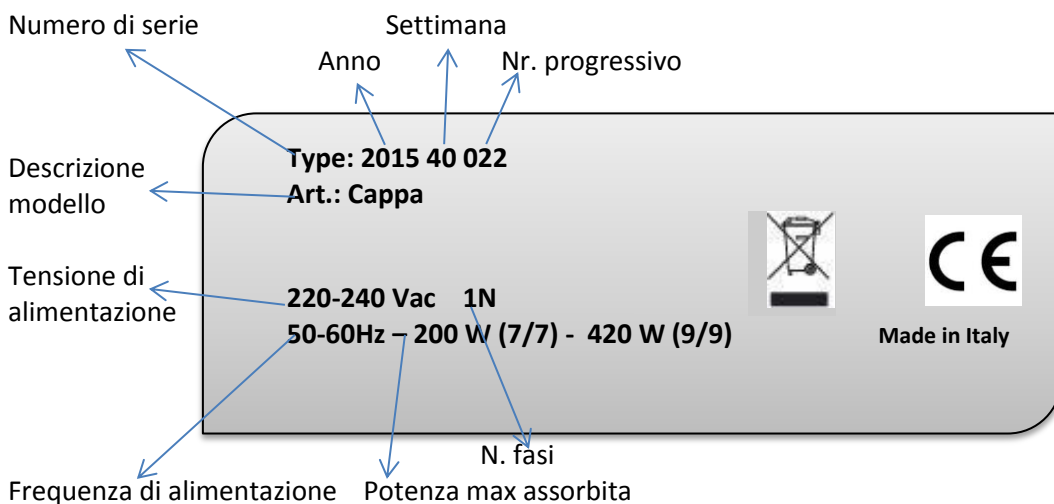 Numero di serie
Settimana
Anno
Nr. progressivo
Type: 2015 40 022
Descrizione
modello
Art.: Cappa
Tensione di
alimentazione
220-240 Vac 1N
50-60Hz – 200 W (7/7) - 420 W (9/9)
CE
Made in Italy
N. fasi
Frequenza di alimentazione
Potenza max assorbita